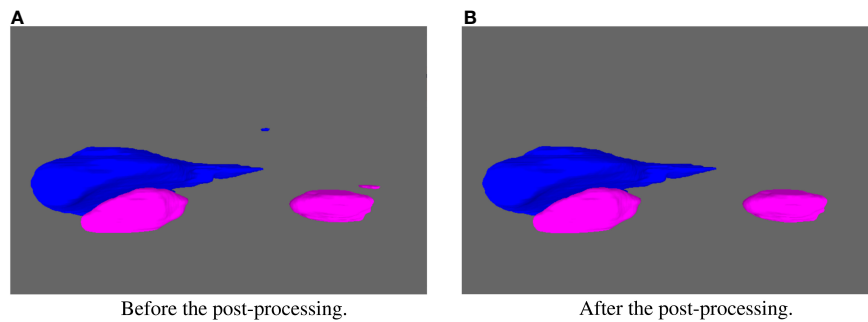 A
B
Before the post-processing.
After the post-processing.